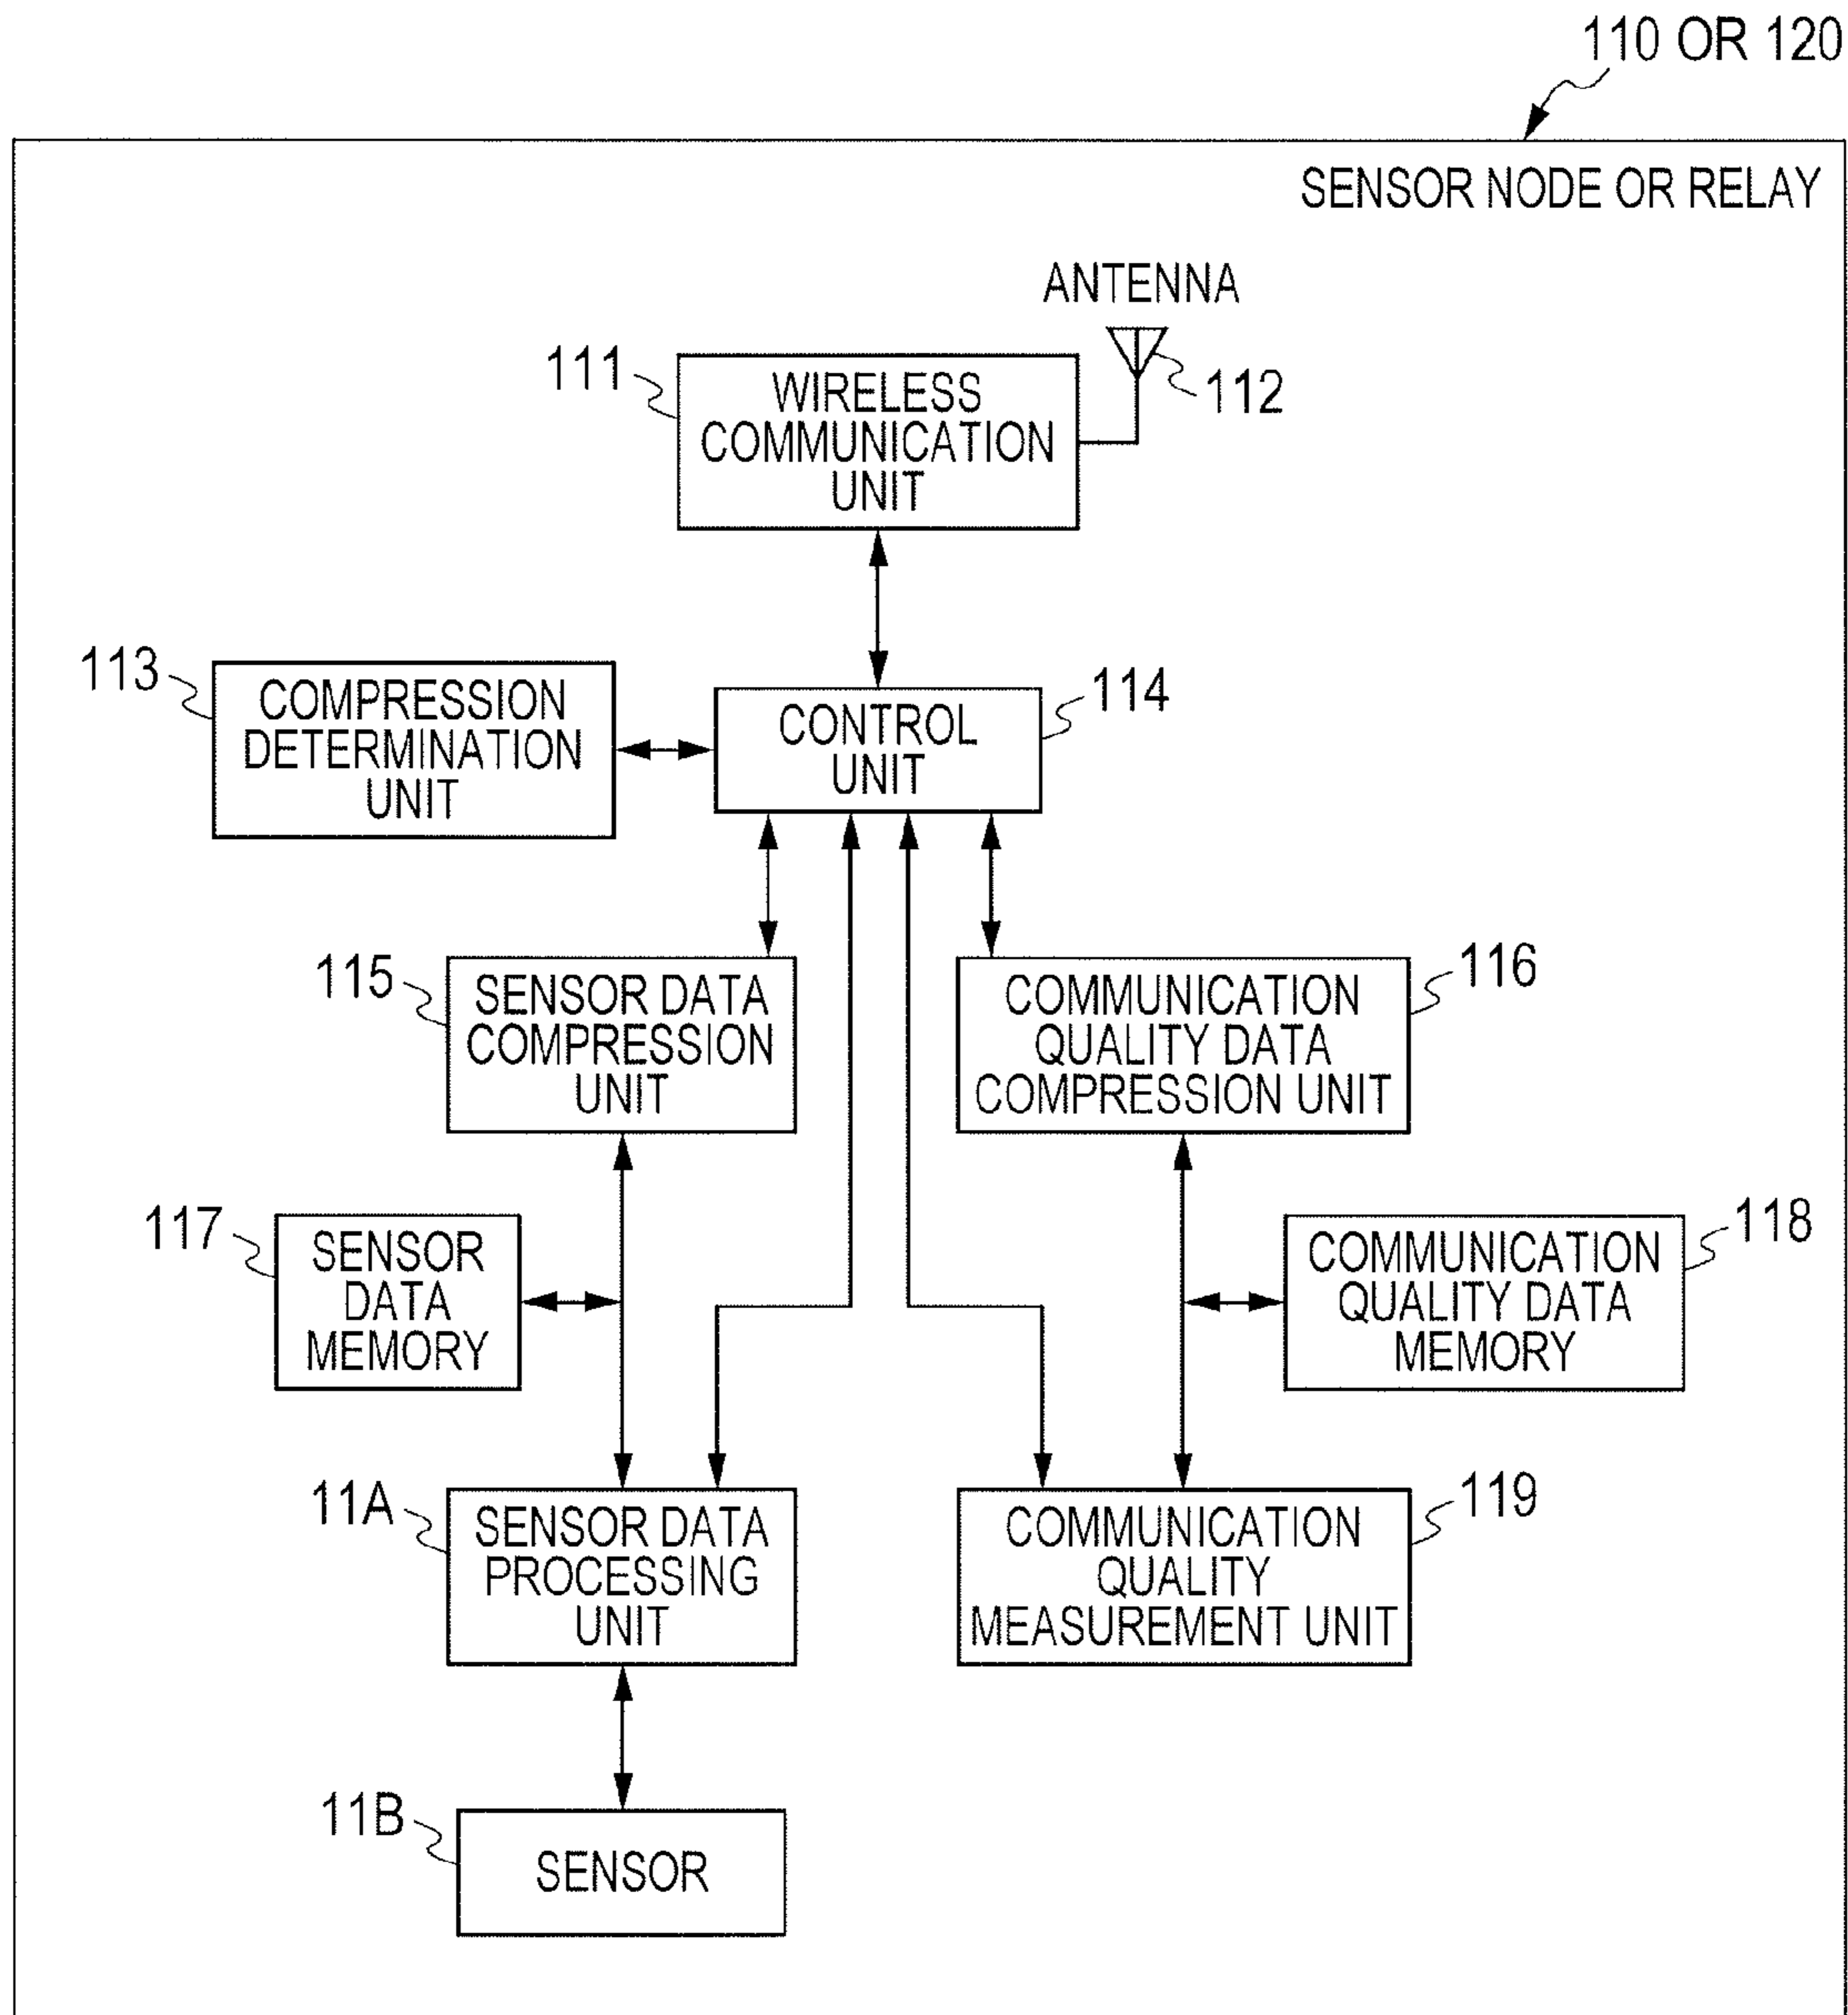 110 OR 120
SENSOR NODE OR RELAY
ANTENNA
111
WIRELESS
COMMUNICATION
UNIT
112
113
COMPRESSION
DETERMINATION
UNIT
CONTROL
UNIT
114
115
SENSOR DATA
COMPRESSION
UNIT
COMMUNICATION
QUALITY DATA
COMPRESSION UNIT
116
117
SENSOR
DATA
MEMORY
COMMUNICATION
QUALITY DATA
MEMORY
118
11A
SENSOR DATA
PROCESSING
UNIT
COMMUNICATION
QUALITY
MEASUREMENT UNIT
119
11B
SENSOR